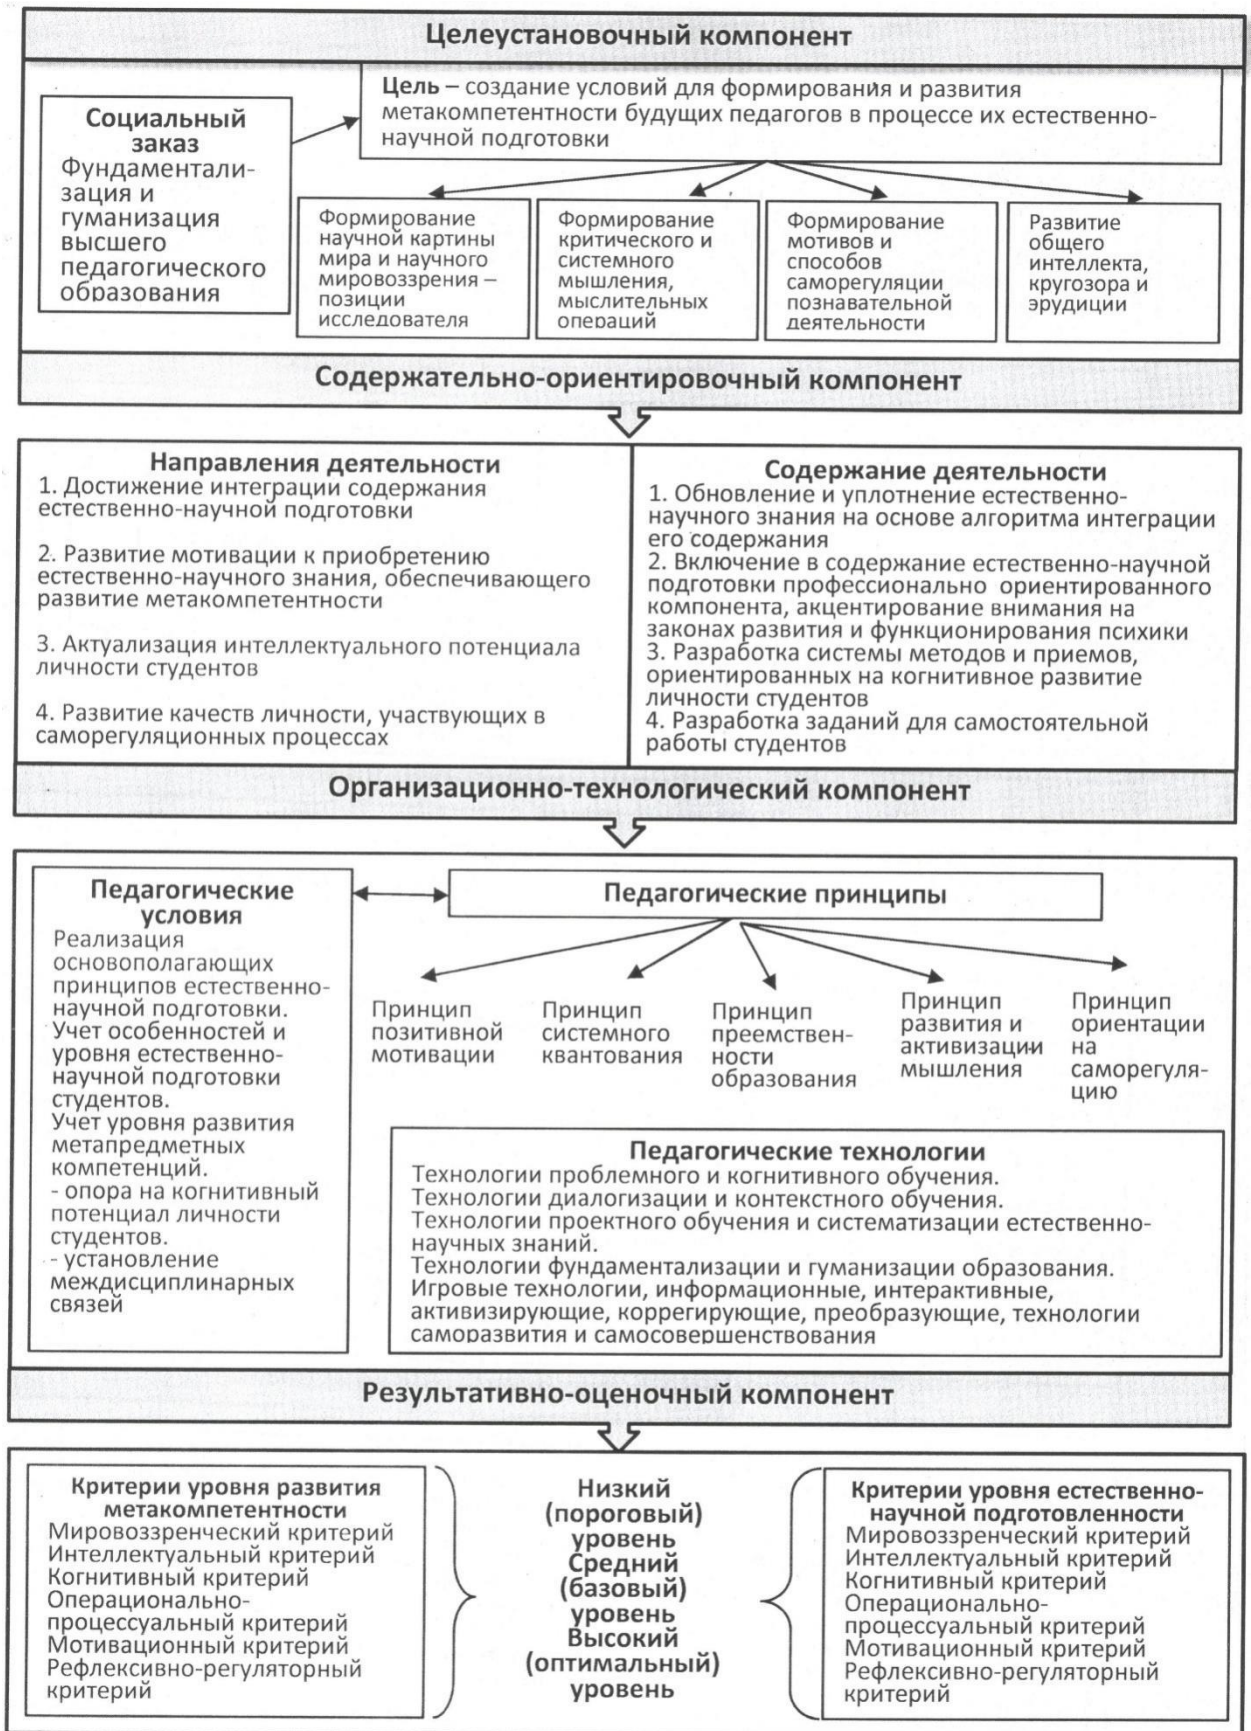 Целеустановочный компонент
Социальный
заказ
Фундаментали-
зация и
гуманизация
высшего
педагогического
образования
Цель – создание условий для формирования и развития
метакомпетентности будущих педагогов в процессе их естественно-
научной подготовки
Формирование
научной картины
мира и научного
мировоззрения –
позиции
исследователя
Формирование
критического и
системного
мышления,
мыслительных
операций
Формирование
мотивов и
способов
саморегуляции
познавательной
деятельности
Развитие
общего
интеллекта,
кругозора и
эрудиции
Содержательно-ориентировочный компонент
Направления деятельности
1. Достижение интеграции содержания
естественно-научной подготовки
2. Развитие мотивации к приобретению
естественно-научного знания, обеспечивающего
развитие метакомпетентности
3. Актуализация интеллектуального потенциала
личности студентов
4. Развитие качеств личности, участвующих в
саморегуляционных процессах
Содержание деятельности
1. Обновление и уплотнение естественно-
научного знания на основе алгоритма интеграции
его содержания
2. Включение в содержание естественно-научной
подготовки профессионально ориентированного
компонента, акцентирование внимания на
законах развития и функционирования психики
3. Разработка системы методов и приемов,
ориентированных на когнитивное развитие
личности студентов
4. Разработка заданий для самостоятельной
работы студентов
Организационно-технологический компонент
Педагогические
условия
Реализация
основополагающих
принципов естественно-
научной подготовки.
Учет особенностей и
уровня естественно-
научной подготовки
студентов.
Учет уровня развития
метапредметных
компетенций.
- опора на когнитивный
потенциал личности
студентов.
- установление
междисциплинарных
связей
Педагогические принципы
Принцип
позитивной
мотивации
Принцип
системного
квантования
Принцип
преемствен-
ности
образования
Принцип
развития и
активизации
мышления
Принцип
ориентации
на
саморегуля-
цию
Педагогические технологии
Технологии проблемного и когнитивного обучения.
Технологии диалогизации и контекстного обучения.
Технологии проектного обучения и систематизации естественно-
научных знаний.
Технологии фундаментализации и гуманизации образования.
Игровые технологии, информационные, интерактивные,
активизирующие, коррегирующие, преобразующие, технологии
саморазвития и самосовершенствования
Результативно-оценочный компонент
Критерии уровня развития
метакомпетентности
Мировоззренческий критерий
Интеллектуальный критерий
Когнитивный критерий
Операционально-
процессуальный критерий
Мотивационный критерий
Рефлексивно-регуляторный
критерий
Низкий
(пороговый)
уровень
Средний
(базовый)
уровень
Высокий
(оптимальный)
уровень
Критерии уровня естественно-
научной подготовленности
Мировоззренческий критерий
Интеллектуальный критерий
Когнитивный критерий
Операционально-
процессуальный критерий
Мотивационный критерий
Рефлексивно-регуляторный
критерий